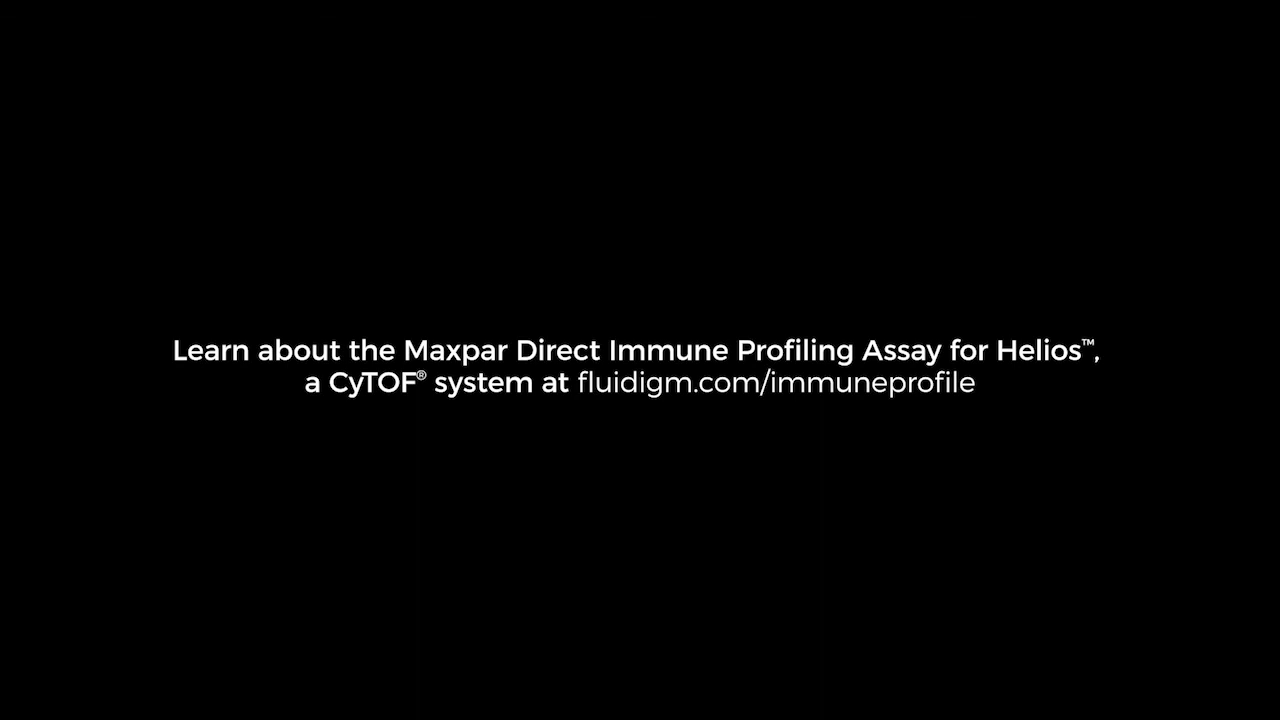 Learn about the Maxpar Direct Immune Profiling Assay for Helios™,
a CyTOF® system at fluidigm.com/immuneprofile